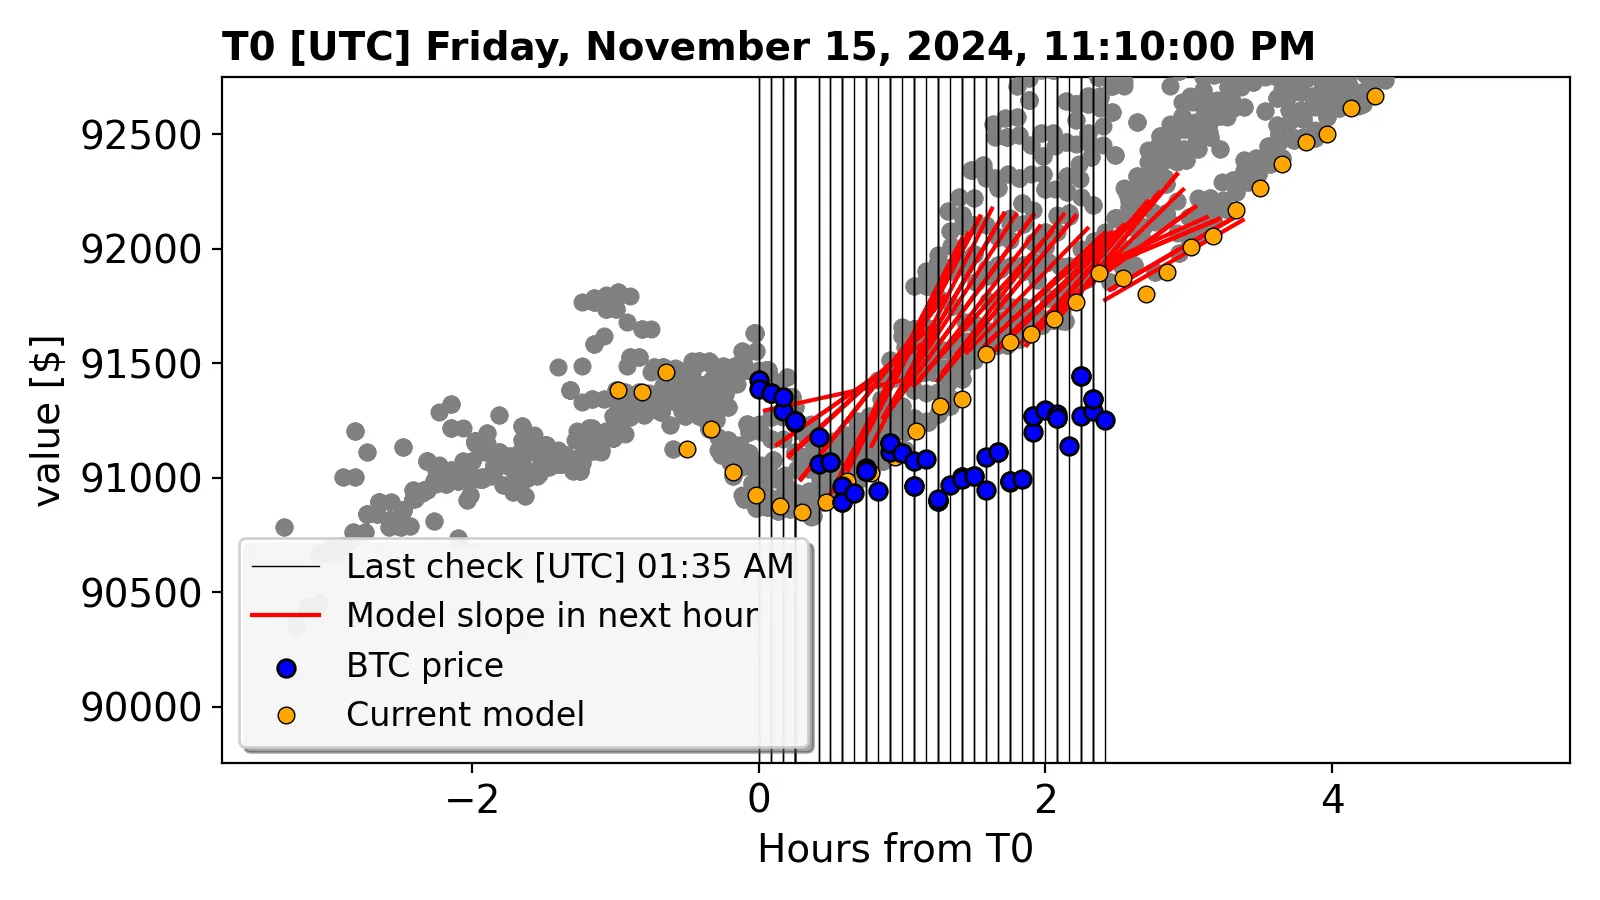 T0 [UTC] Friday, November 15, 2024, 11:10:00 PM
value [$]
92500
92000
91500
91000
90500
90000
Last check [UTC] 01:35 AM
Model slope in next hour
BTC price
Current model
−2
0
2
4
Hours from T0